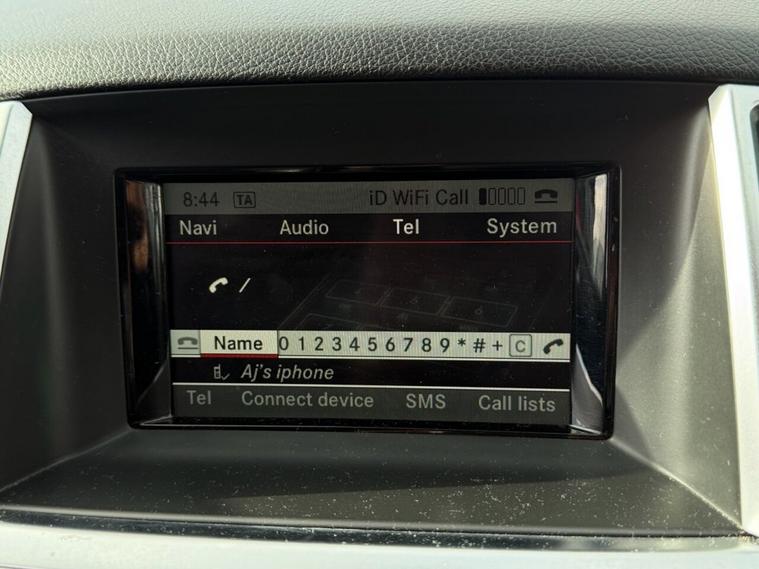 8:44 TA iD WiFi Call
Navi Audio Tel System
/
Name 0 1 2 3 4 5 6 7 8 9 * # + C
Aj's iphone
Tel Connect device SMS Call lists